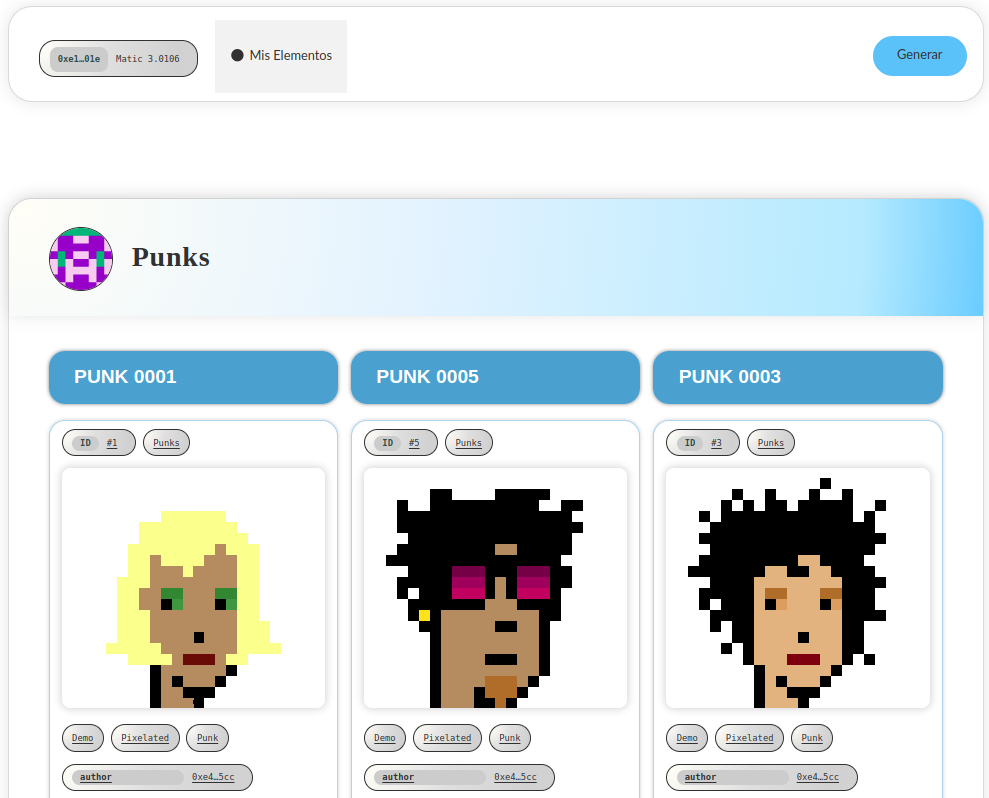 0xe1…01e Matic 3.0106
Mis Elementos
Generar
Punks
PUNK 0001
PUNK 0005
PUNK 0003
ID #1 Punks
ID #5 Punks
ID #3 Punks
Demo Pixelated Punk
Demo Pixelated Punk
Demo Pixelated Punk
author 0xe4…5cc
author 0xe4…5cc
author 0xe4…5cc